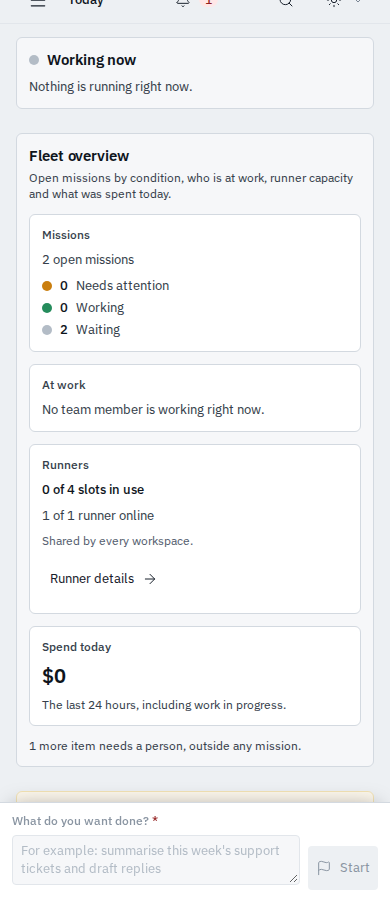 Today
1
Working now
Nothing is running right now.
Fleet overview
Open missions by condition, who is at work, runner capacity
and what was spent today.
Missions
2 open missions
0 Needs attention
0 Working
2 Waiting
At work
No team member is working right now.
Runners
0 of 4 slots in use
1 of 1 runner online
Shared by every workspace.
Runner details →
Spend today
$0
The last 24 hours, including work in progress.
1 more item needs a person, outside any mission.
What do you want done? *
For example: summarise this week's support
tickets and draft replies
Start